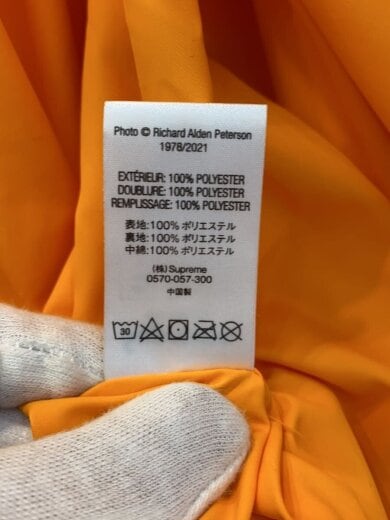 Photo © Richard Alden Peterson
1978/2021
EXTÉRIEUR: 100% POLYESTER
DOUBLURE: 100% POLYESTER
REMPLISSAGE: 100% POLYESTER
表地:100% ポリエステル
裏地:100% ポリエステル
中綿:100% ポリエステル
(株)Supreme
0570-057-300
中国製
30